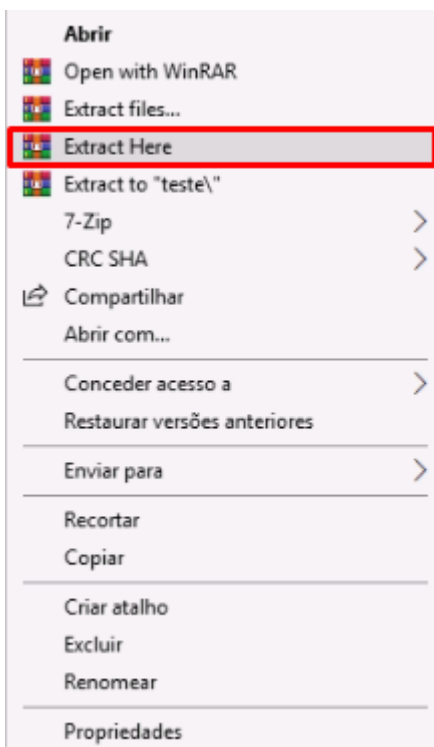 Abrir
Open with WinRAR
Extract files...
Extract Here
Extract to "teste\"
7-Zip
CRC SHA
Compartilhar
Abrir com...
Conceder acesso a
Restaurar versões anteriores
Enviar para
Recortar
Copiar
Criar atalho
Excluir
Renomear
Propriedades